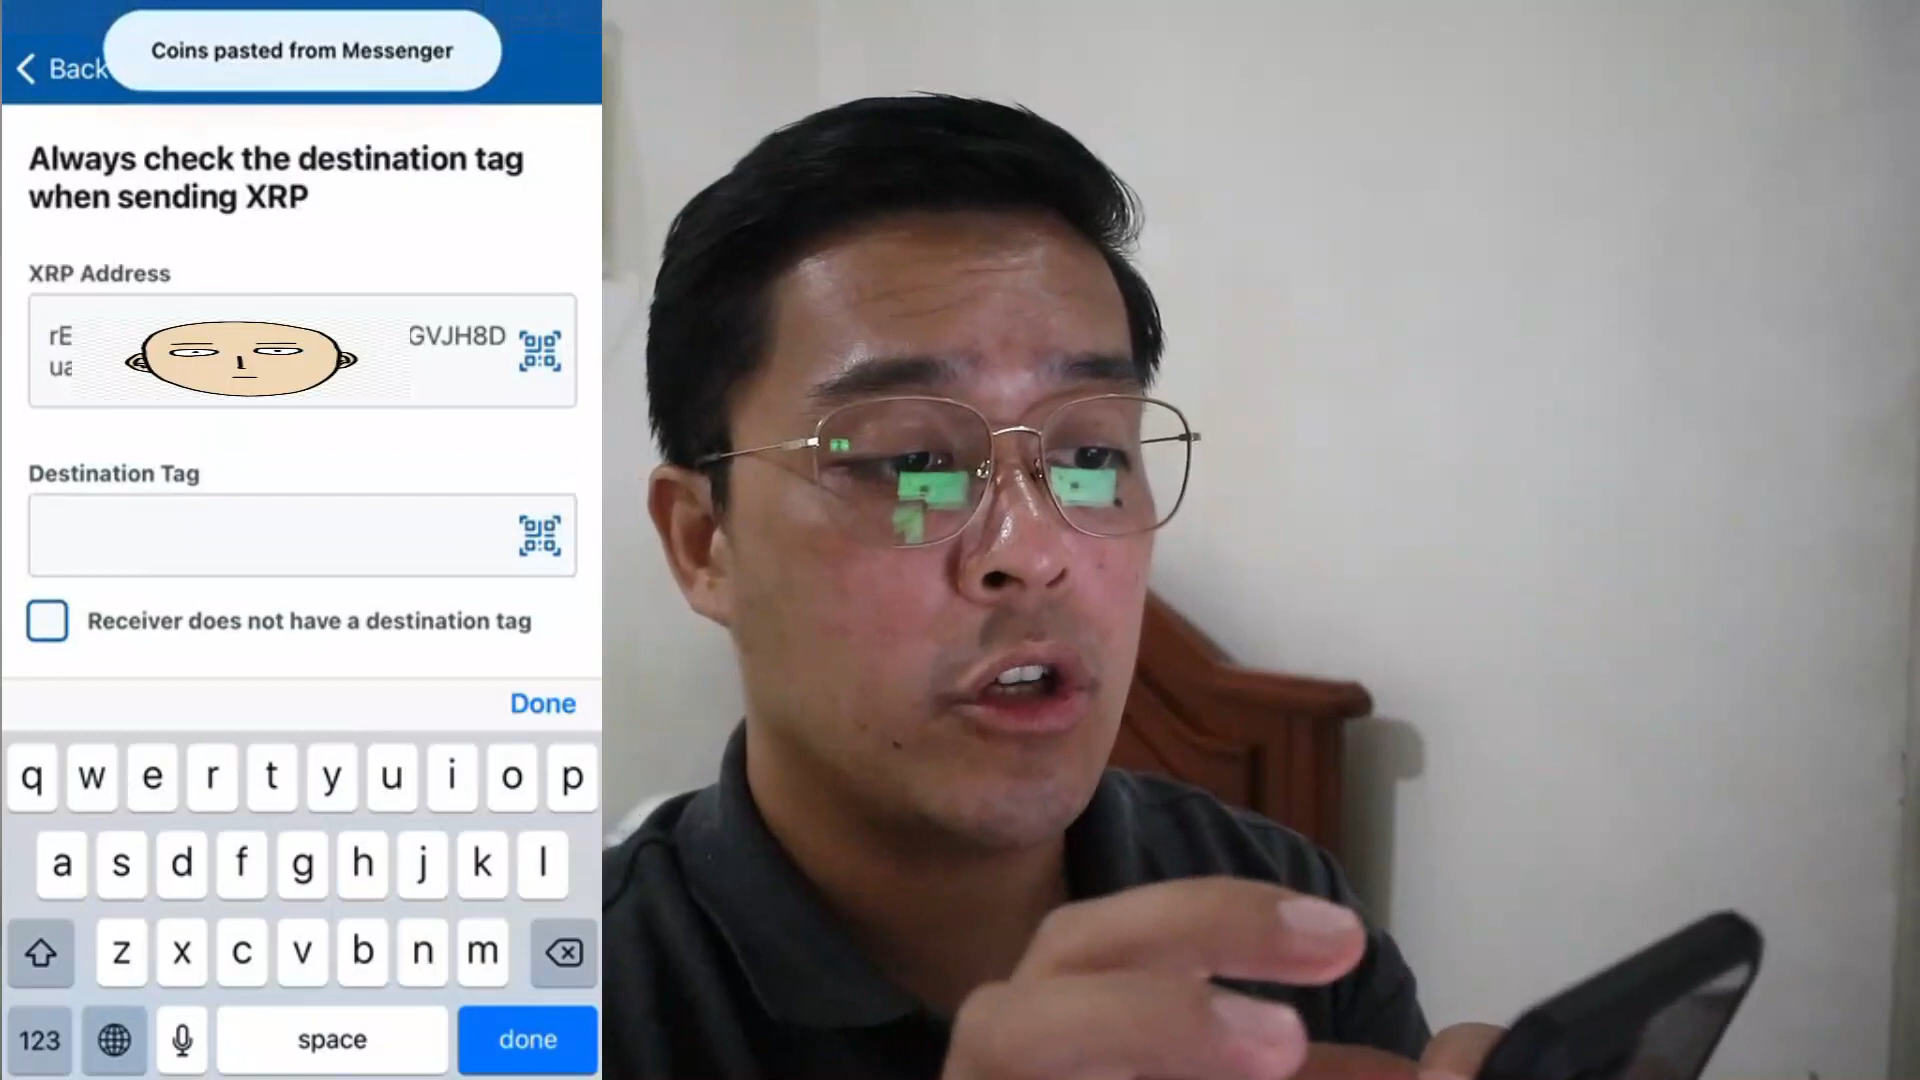 Coins pasted from Messenger
Back
Always check the destination tag
when sending XRP
XRP Address
rE GVJH8D
ua
Destination Tag
Receiver does not have a destination tag
Done
q w e r t y u i o p
a s d f g h j k l
z x c v b n m
123 space done